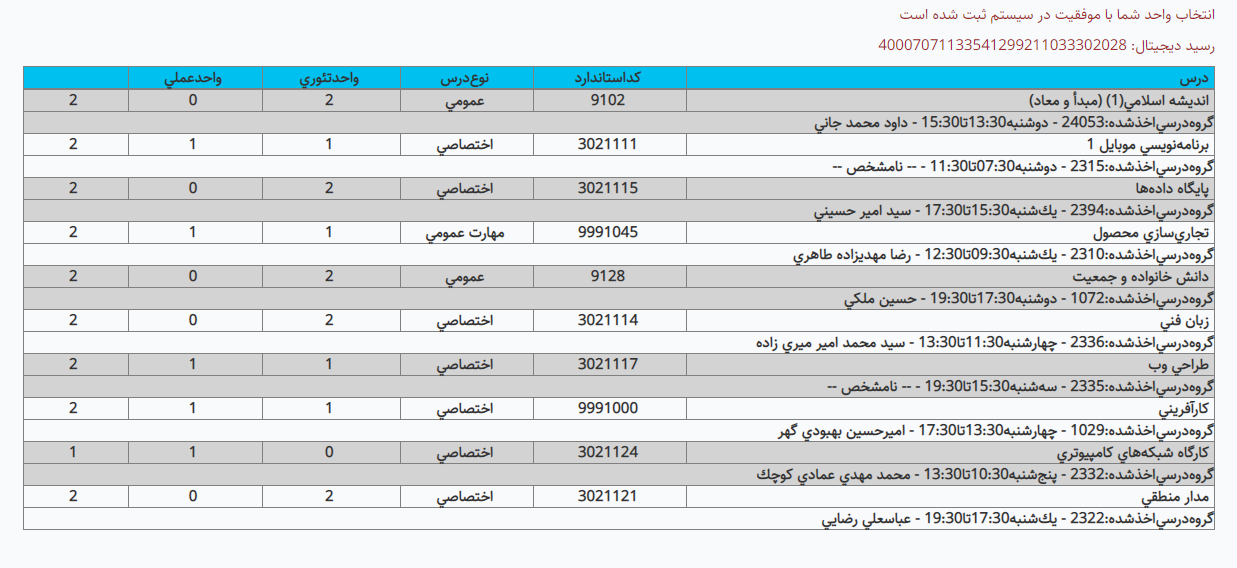 انتخاب واحد شما با موفقیت در سیستم ثبت شده است
رسید دیجیتال: 40007071133541299211033302028
درس کداستاندارد نوع‌درس واحدتئوري واحدعملي
انديشه اسلامي(1) (مبدأ و معاد) 9102 عمومي 2 0 2
گروه‌درسي‌اخذشده:24053 - دوشنبه13:30تا15:30 - داود محمد جاني
برنامه‌نويسي موبايل 1 3021111 اختصاصي 1 1 2
گروه‌درسي‌اخذشده:2315 - دوشنبه07:30تا11:30 - -- نامشخص --
پايگاه داده‌ها 3021115 اختصاصي 2 0 2
گروه‌درسي‌اخذشده:2394 - يك‌شنبه15:30تا17:30 - سيد امير حسيني
تجاري‌سازي محصول 9991045 مهارت عمومي 1 1 2
گروه‌درسي‌اخذشده:2310 - يك‌شنبه09:30تا12:30 - رضا مهديزاده طاهري
دانش خانواده و جمعيت 9128 عمومي 2 0 2
گروه‌درسي‌اخذشده:1072 - دوشنبه17:30تا19:30 - حسين ملكي
زبان فني 3021114 اختصاصي 2 0 2
گروه‌درسي‌اخذشده:2336 - چهارشنبه11:30تا13:30 - سيد محمد امير ميري زاده
طراحي وب 3021117 اختصاصي 1 1 2
گروه‌درسي‌اخذشده:2335 - سه‌شنبه15:30تا19:30 - -- نامشخص --
كارآفريني 9991000 اختصاصي 1 1 2
گروه‌درسي‌اخذشده:1029 - چهارشنبه13:30تا17:30 - اميرحسين بهبودي گهر
كارگاه شبكه‌هاي كامپيوتري 3021124 اختصاصي 0 1 1
گروه‌درسي‌اخذشده:2332 - پنج‌شنبه10:30تا13:30 - محمد مهدي عمادي كوچك
مدار منطقي 3021121 اختصاصي 2 0 2
گروه‌درسي‌اخذشده:2322 - يك‌شنبه17:30تا19:30 - عباسعلي رضايي